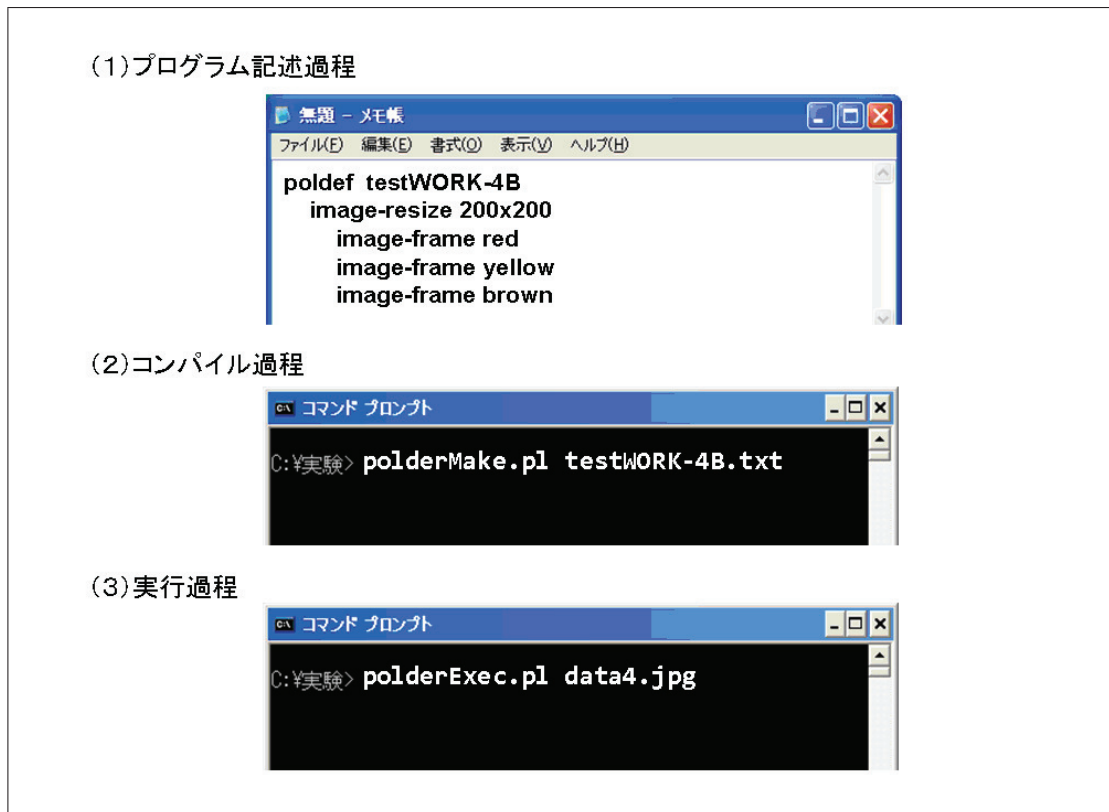 (1)プログラム記述過程
無題 - メモ帳
ファイル(F) 編集(E) 書式(O) 表示(V) ヘルプ(H)
poldef testWORK-4B
image-resize 200x200
image-frame red
image-frame yellow
image-frame brown
(2)コンパイル過程
C:\ コマンド プロンプト
C:¥実験> polderMake.pl testWORK-4B.txt
(3)実行過程
C:\ コマンド プロンプト
C:¥実験> polderExec.pl data4.jpg